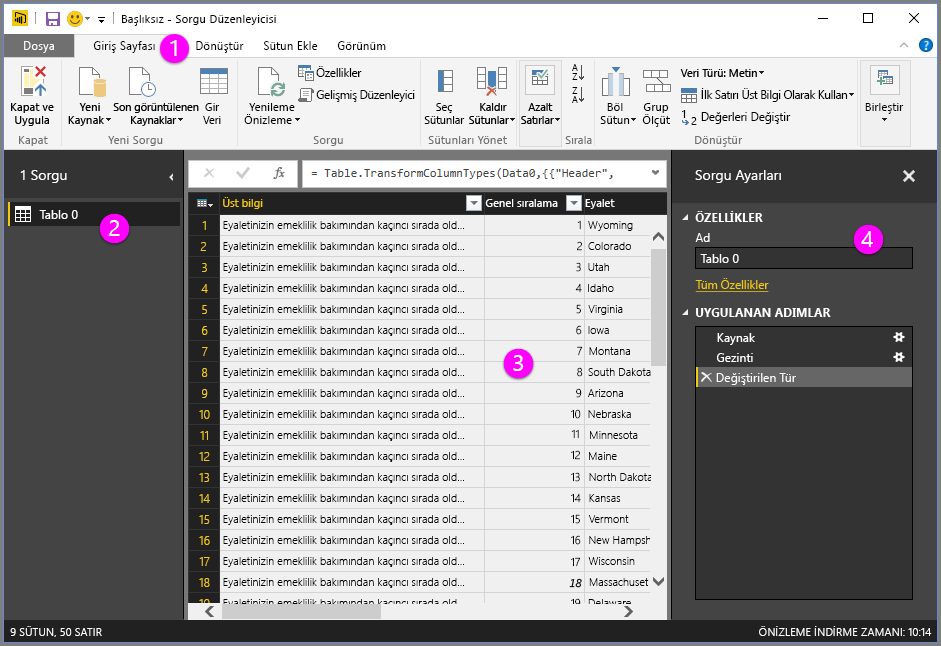 Başlıksız - Sorgu Düzenleyicisi
Dosya
Giriş Sayfası
1
Dönüştür
Sütun Ekle
Görünüm
Kapat ve
Uygula
Yeni
Kaynak
Son görüntülenen
Kaynaklar
Gir
Veri
Yenileme
Önizleme
Özellikler
Gelişmiş Düzenleyici
Seç
Sütunlar
Kaldır
Sütunlar
Azalt
Satırlar
Böl
Sütun
Grup
Ölçüt
Veri Türü: Metin
İlk Satırı Üst Bilgi Olarak Kullan
1 2 Değerleri Değiştir
Birleştir
Kapat
Yeni Sorgu
Sorgu
Sütunları Yönet
Sırala
Dönüştür
1 Sorgu
Tablo 0
2
fx
= Table.TransformColumnTypes(Data0,{{"Header",
Üst bilgi Genel sıralama Eyalet
1 Eyaletinizin emeklilik bakımından kaçıncı sırada old... 1 Wyoming
2 Eyaletinizin emeklilik bakımından kaçıncı sırada old... 2 Colorado
3 Eyaletinizin emeklilik bakımından kaçıncı sırada old... 3 Utah
4 Eyaletinizin emeklilik bakımından kaçıncı sırada old... 4 Idaho
5 Eyaletinizin emeklilik bakımından kaçıncı sırada old... 5 Virginia
6 Eyaletinizin emeklilik bakımından kaçıncı sırada old... 6 Iowa
7 Eyaletinizin emeklilik bakımından kaçıncı sırada old... 7 Montana
8 Eyaletinizin emeklilik bakımından kaçıncı sırada old... 8 South Dakota
9 Eyaletinizin emeklilik bakımından kaçıncı sırada old... 9 Arizona
10 Eyaletinizin emeklilik bakımından kaçıncı sırada old... 10 Nebraska
11 Eyaletinizin emeklilik bakımından kaçıncı sırada old... 11 Minnesota
12 Eyaletinizin emeklilik bakımından kaçıncı sırada old... 12 Maine
13 Eyaletinizin emeklilik bakımından kaçıncı sırada old... 13 North Dakota
14 Eyaletinizin emeklilik bakımından kaçıncı sırada old... 14 Kansas
15 Eyaletinizin emeklilik bakımından kaçıncı sırada old... 15 Vermont
16 Eyaletinizin emeklilik bakımından kaçıncı sırada old... 16 New Hampsh
17 Eyaletinizin emeklilik bakımından kaçıncı sırada old... 17 Wisconsin
18 Eyaletinizin emeklilik bakımından kaçıncı sırada old... 18 Massachuset
19 Eyaletinizin emeklilik bakımından kaçıncı sırada old... 19 Delaware
3
Sorgu Ayarları
ÖZELLİKLER
4
Ad
Tablo 0
Tüm Özellikler
UYGULANAN ADIMLAR
Kaynak
Gezinti
Değiştirilen Tür
9 SÜTUN, 50 SATIR
ÖNİZLEME İNDİRME ZAMANI: 10:14